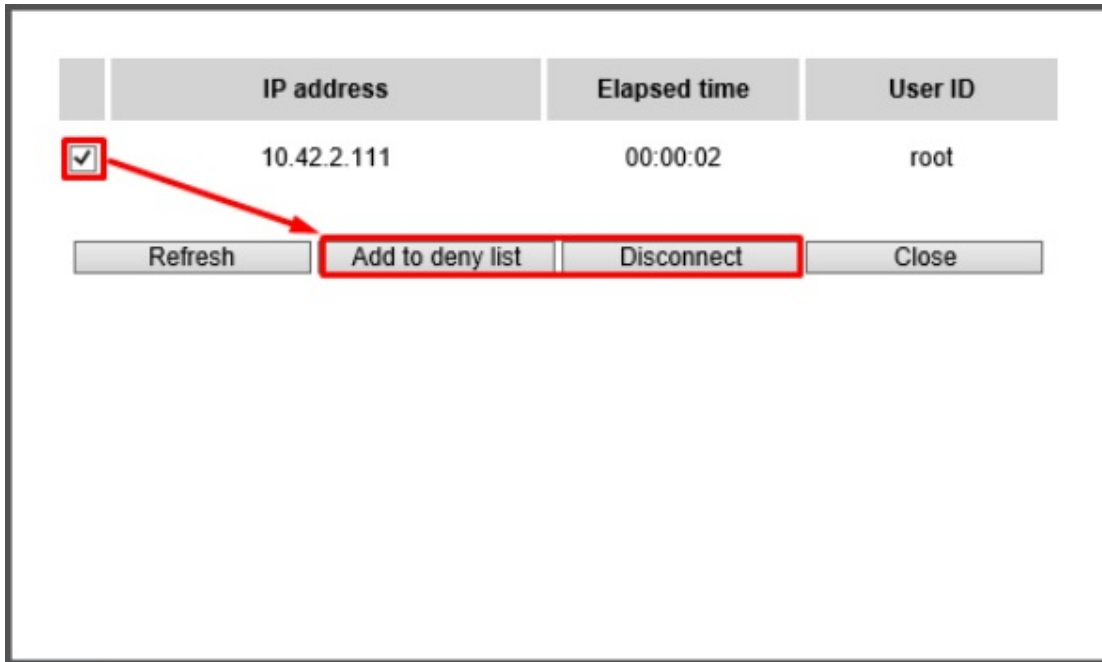 IP address Elapsed time User ID
10.42.2.111 00:00:02 root
Refresh Add to deny list Disconnect Close